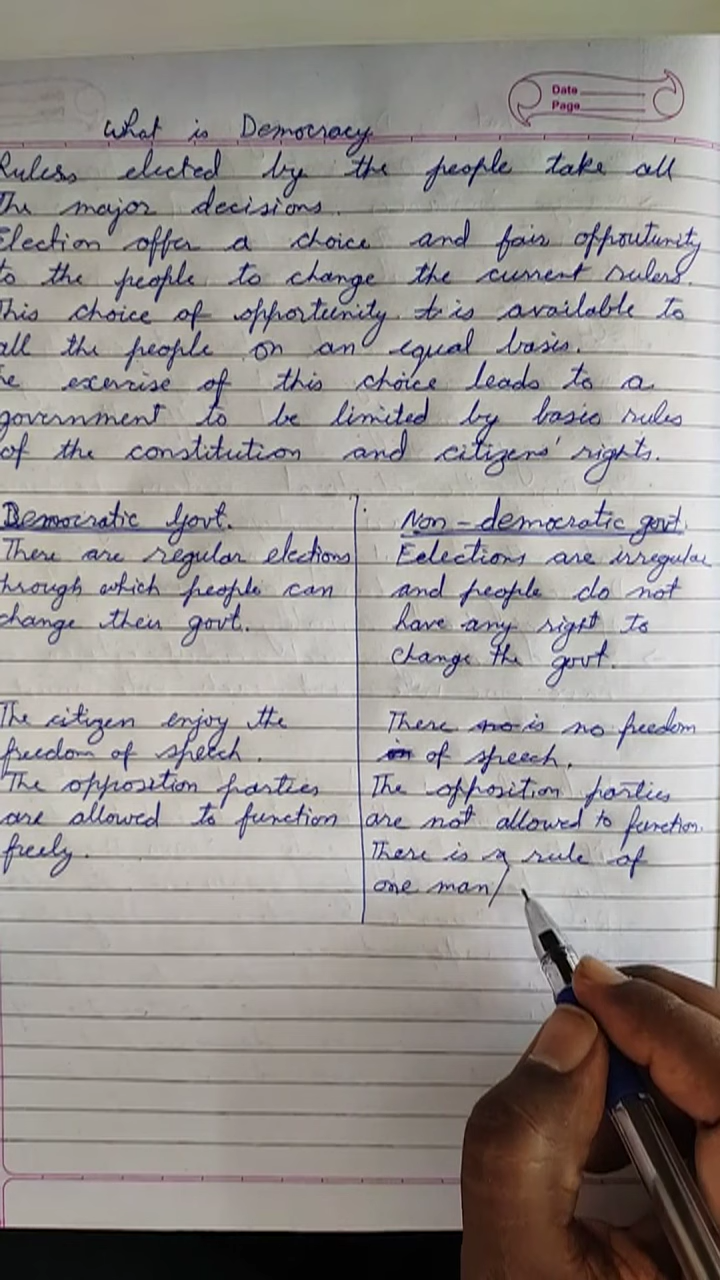 Date
Page
What is Democracy
Rulers elected by the people take all
The major decisions.
Election offer a choice and fair opportunity
to the people to change the current rulers.
This choice of opportunity is available to
all the people on an equal basis.
he exercise of this choice leads to a
government to be limited by basic rules
of the constitution and citizens' rights.
Democratic Govt.
There are regular elections
through which people can
change their govt.
The citizen enjoy the
freedom of speech.
The opposition parties
are allowed to function
freely.
Non-democratic govt.
Eelections are irregular
and people do not
have any right to
change the govt.
There is no freedom
of speech.
The opposition parties
are not allowed to function.
There is a rule of
one man/